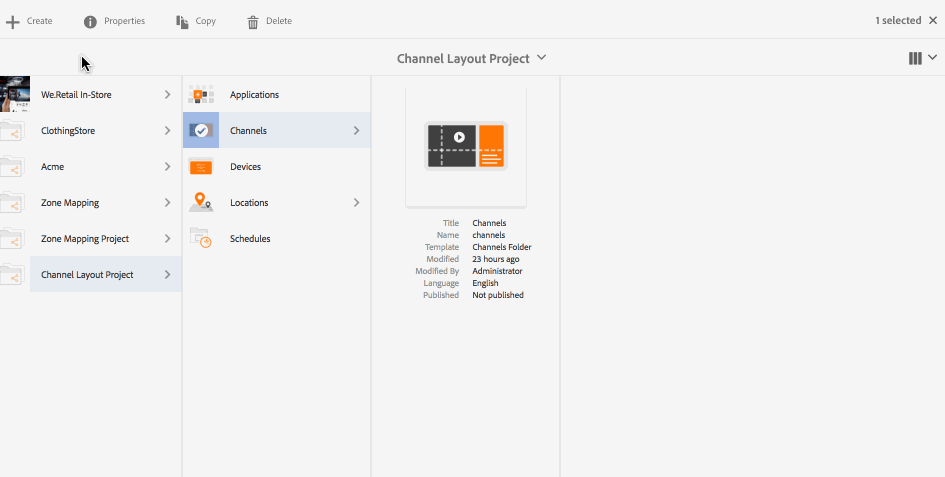 Create Properties Copy Delete 1 selected
Channel Layout Project
We.Retail In-Store
ClothingStore
Acme
Zone Mapping
Zone Mapping Project
Channel Layout Project
Applications
Channels
Devices
Locations
Schedules
Title Channels
Name channels
Template Channels Folder
Modified 23 hours ago
Modified By Administrator
Language English
Published Not published